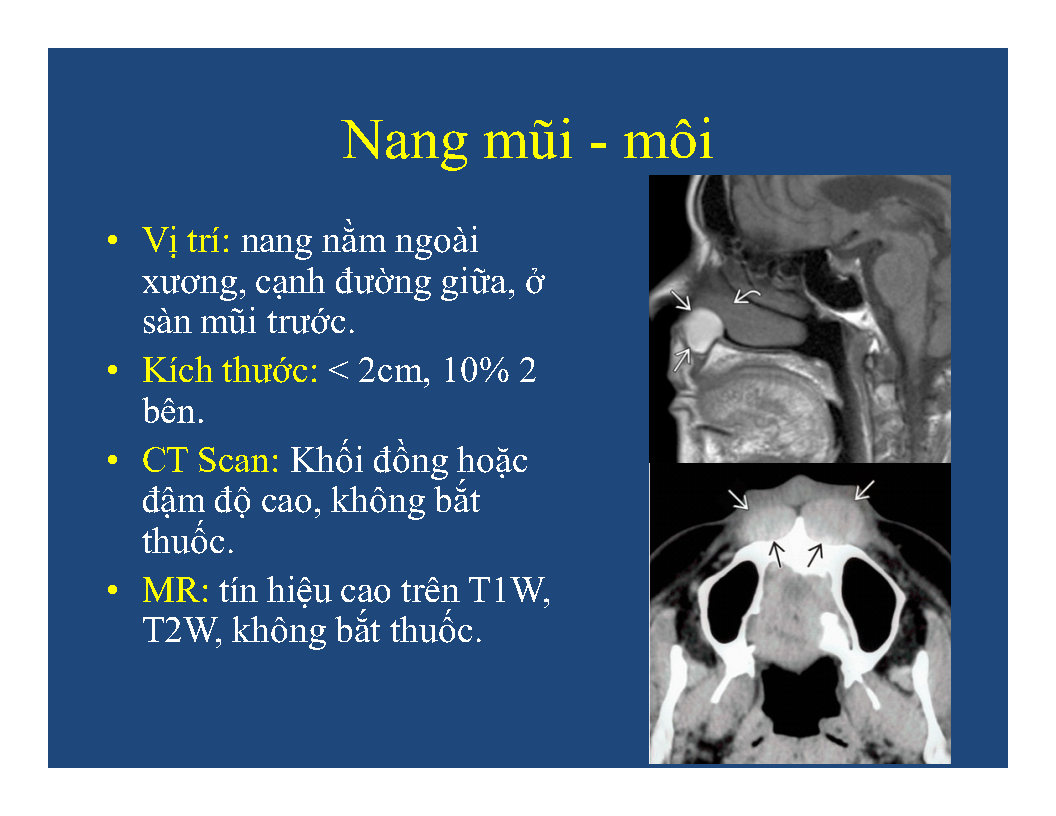 Nang mũi - môi
• Vị trí: nang nằm ngoài
xương, cạnh đường giữa, ở
sàn mũi trước.
• Kích thước: < 2cm, 10% 2
bên.
• CT Scan: Khối đồng hoặc
đậm độ cao, không bắt
thuốc.
• MR: tín hiệu cao trên T1W,
T2W, không bắt thuốc.